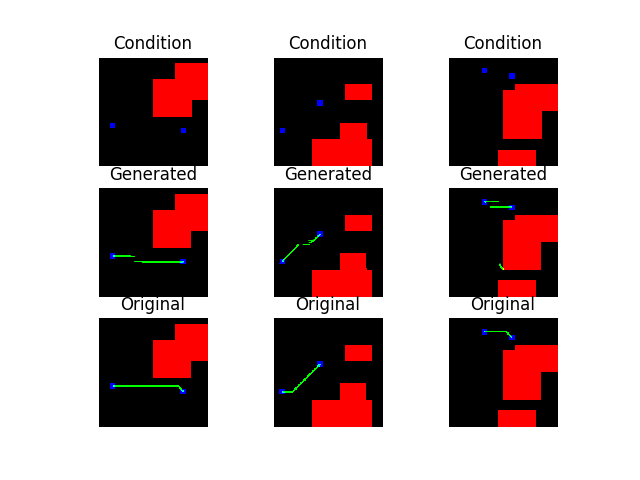 Condition Condition Condition
Generated Generated Generated
Original Original Original